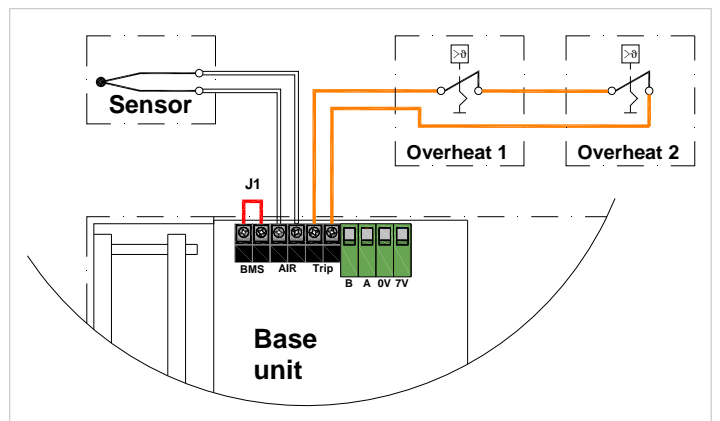 >ϑ
>ϑ
Sensor
Overheat 1
Overheat 2
J1
BMS
AIR
Trip
B
A
0V
7V
Base
unit